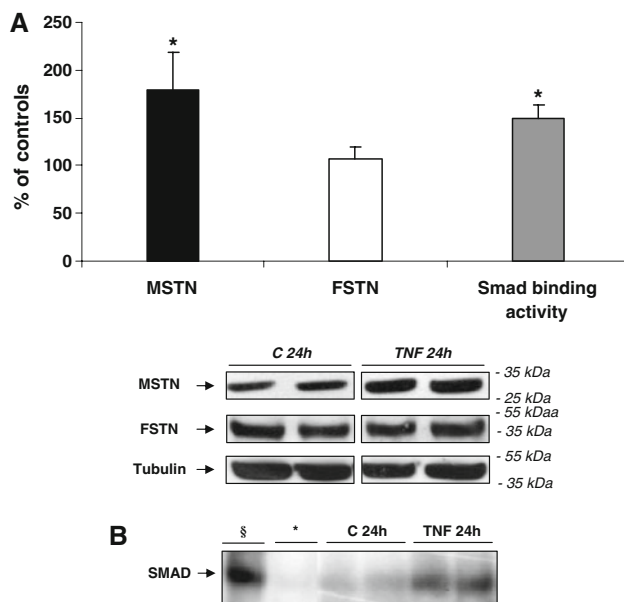 A
250
200
150
100
50
0
% of controls
*
*
MSTN
FSTN
Smad binding activity
C 24h TNF 24h
MSTN
- 35 kDa
- 25 kDa
FSTN
- 55 kDaa
- 35 kDa
Tubulin
- 55 kDa
- 35 kDa
B
§ * C 24h TNF 24h
SMAD